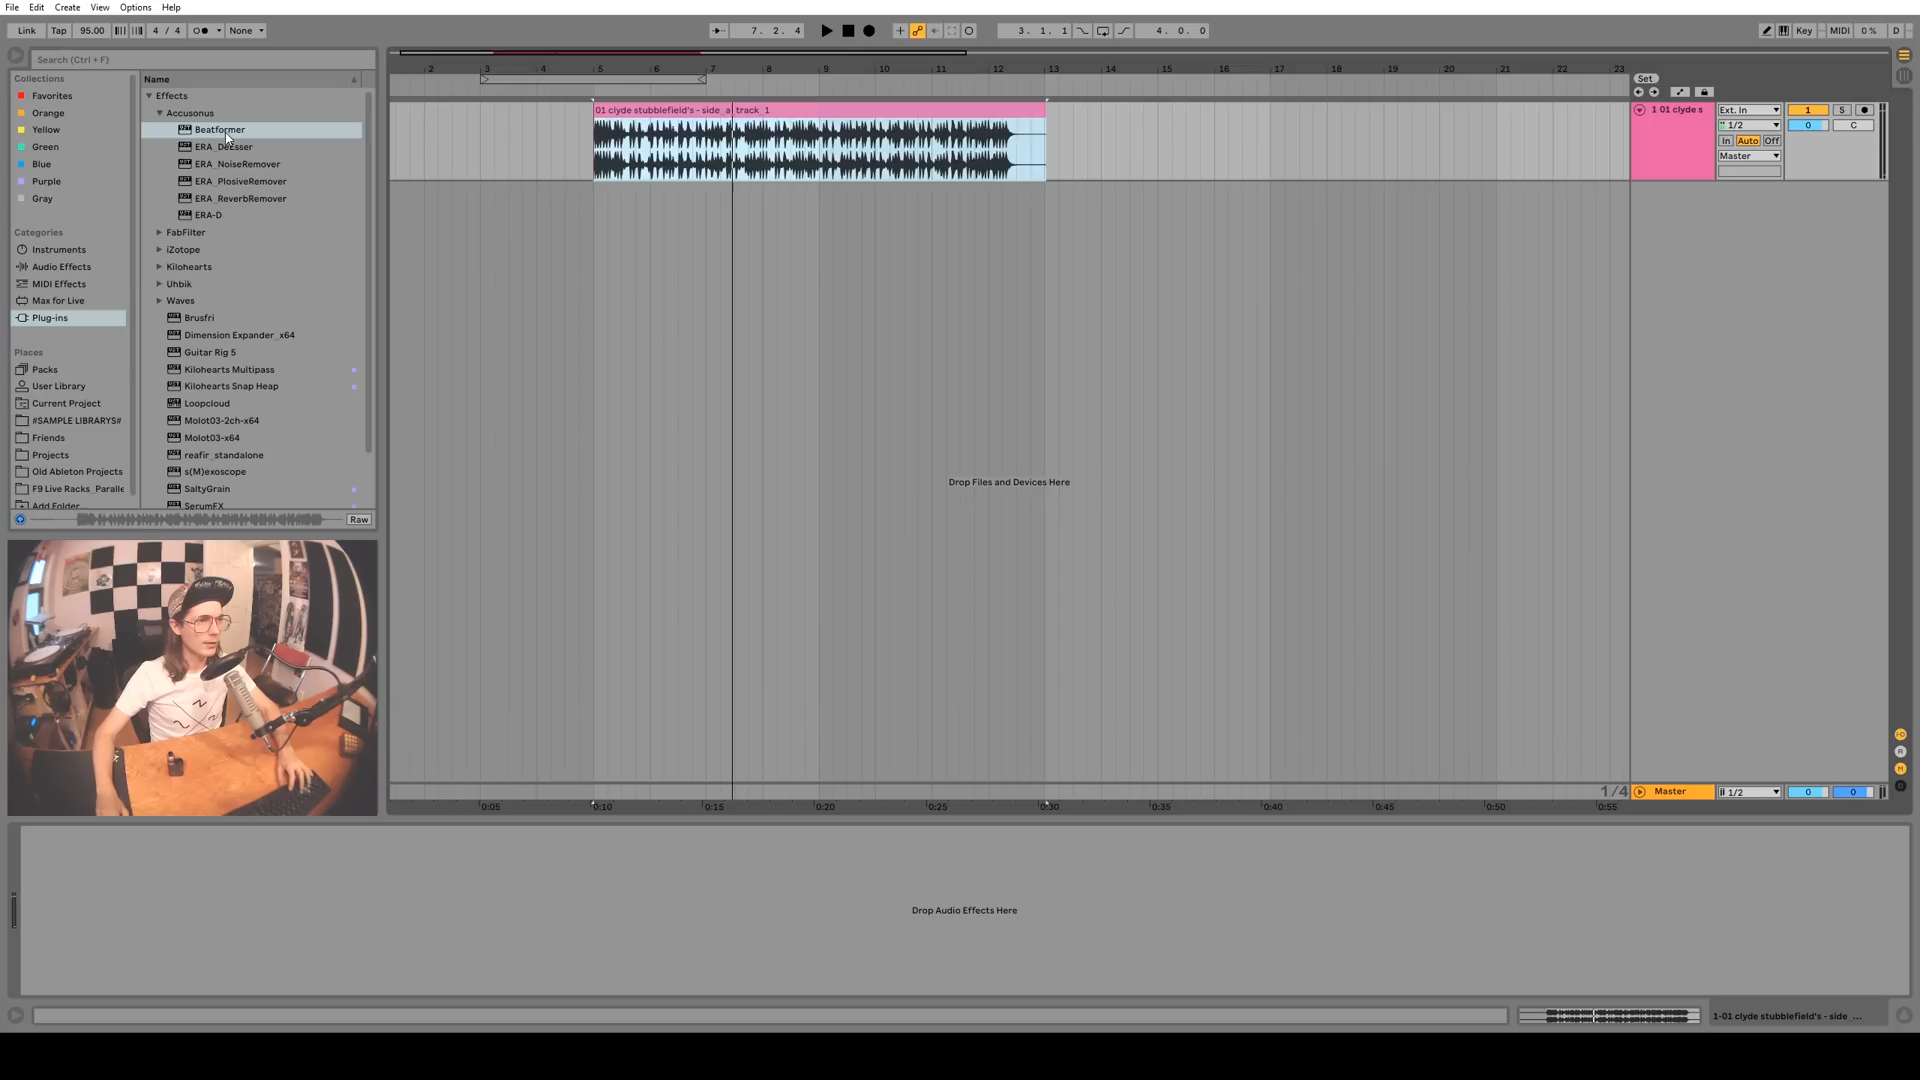 File Edit Create View Options
Link Tap 95.00 4 / 4 None 7. 2. 4 3. 1. 1 4. 0. 0 Key MIDI 0 % D
Search (Ctrl + F)
Collections
Favorites
Orange
Yellow
Green
Blue
Purple
Gray
Categories
Instruments
Audio Effects
MIDI Effects
Max for Live
Plug-ins
Places
Packs
User Library
Current Project
#SAMPLE LIBRARYS#
Friends
Projects
Old Ableton Projects
F9 Live Racks_Paralle
Add Folder...
Name
Effects
Accusonus
Beatformer
ERA_DeEsser
ERA_NoiseRemover
ERA_PlosiveRemover
ERA_ReverbRemover
ERA-D
FabFilter
iZotope
Kilohearts
Uhbik
Waves
Brusfri
Dimension Expander_x64
Guitar Rig 5
Kilohearts Multipass
Kilohearts Snap Heap
Loopcloud
Molot03-2ch-x64
Molot03-x64
reafir_standalone
s(M)exoscope
SaltyGrain
SerumFX
Raw
2 3 4 5 6 7 8 9 10 11 12 13 14 15 16 17 18 19 20 21 22 23
Set
01 clyde stubblefield's - side_a track_1
1 01 clyde s
Ext. In 1 S
1/2 0 C
In Auto Off
Master
Drop Files and Devices Here
1/4
Master 1/2 0 0
0:05 0:10 0:15 0:20 0:25 0:30 0:35 0:40 0:45 0:50 0:55
Drop Audio Effects Here
1-01 clyde stubblefield's - side_...